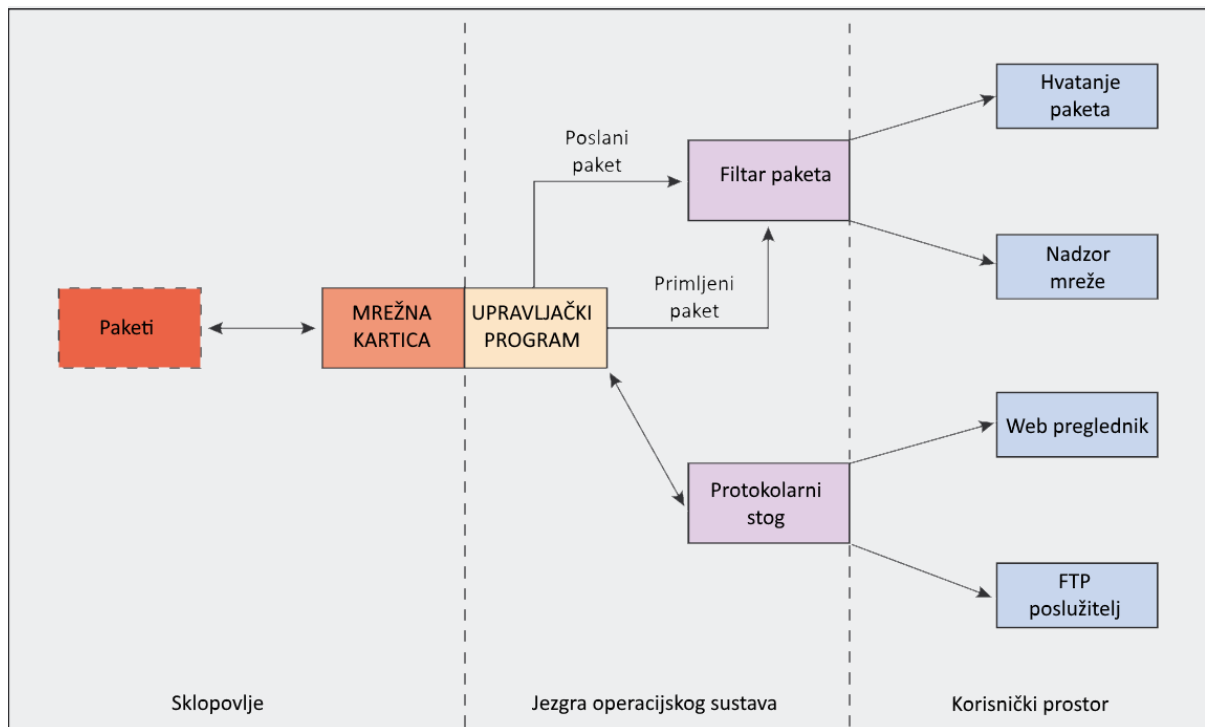 Hvatanje
paketa
Poslani
paket
Filtar paketa
Nadzor
mreže
Primljeni
paket
Paketi
MREŽNA
KARTICA
UPRAVLJAČKI
PROGRAM
Web preglednik
Protokolarni
stog
FTP
poslužitelj
Sklopovlje
Jezgra operacijskog sustava
Korisnički prostor